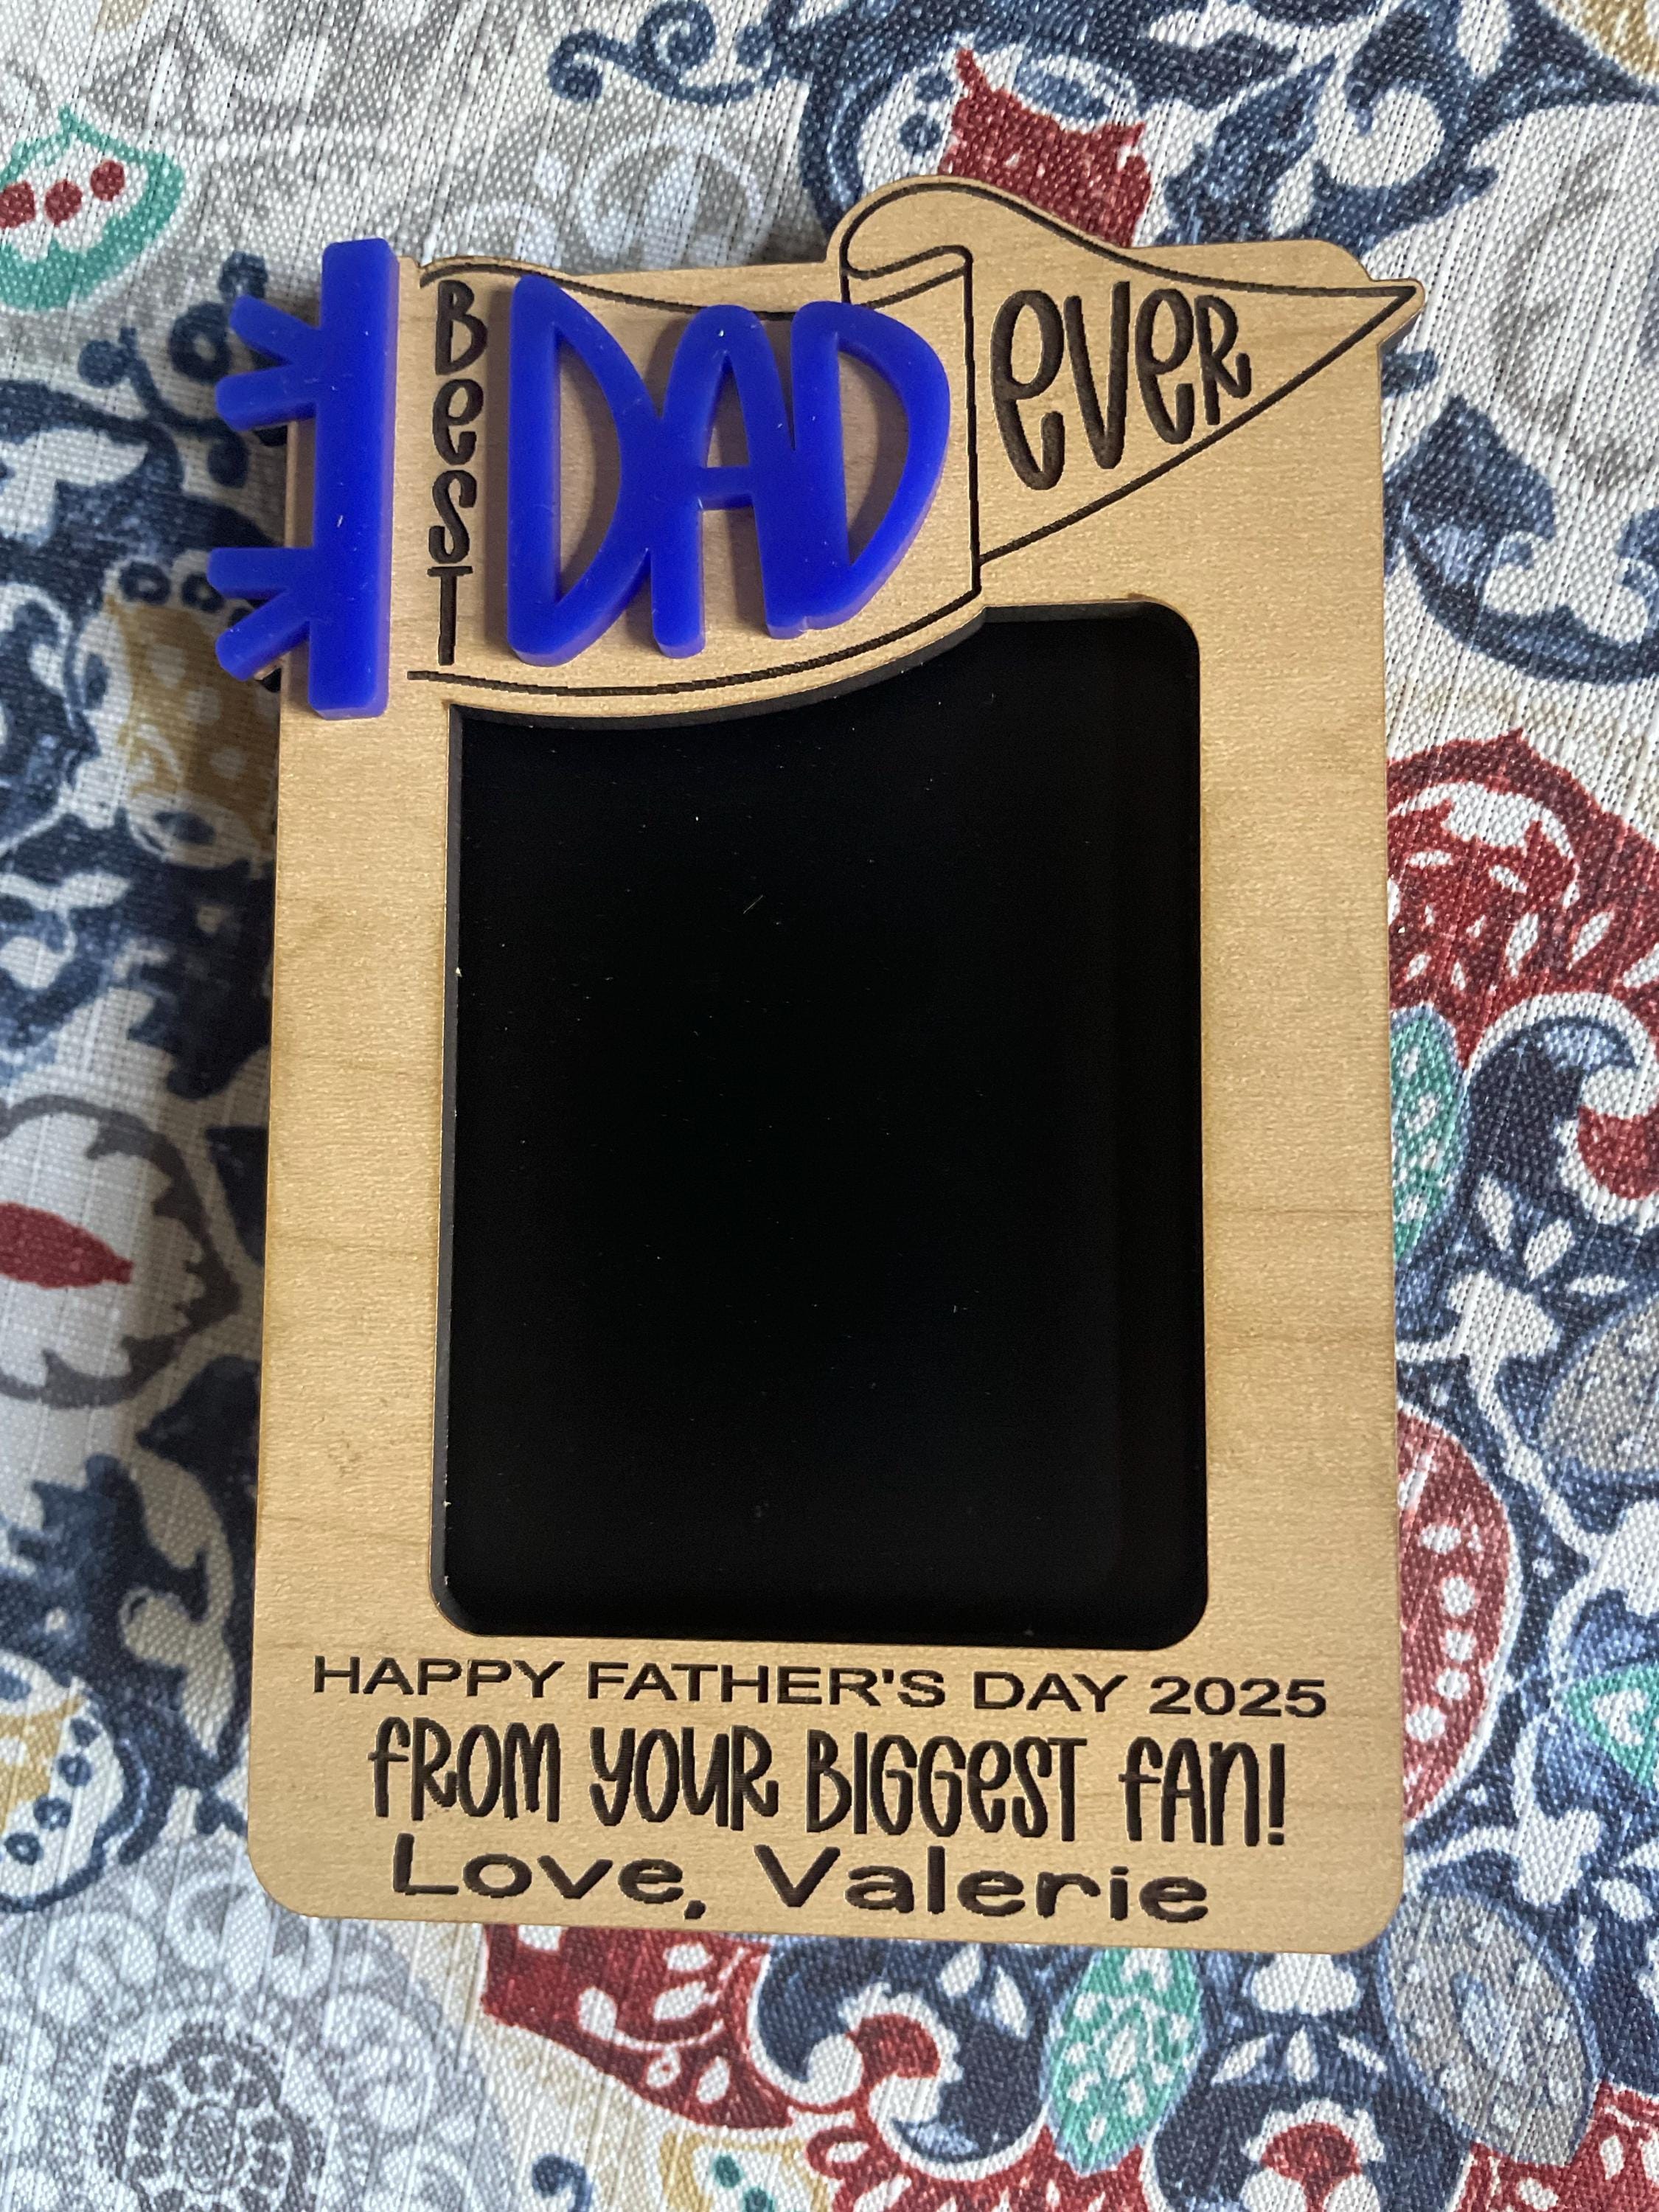 BeST DAD eVeR
HAPPY FATHER'S DAY 2025
fROM YOUR BIGGeST fAN!
Love, Valerie